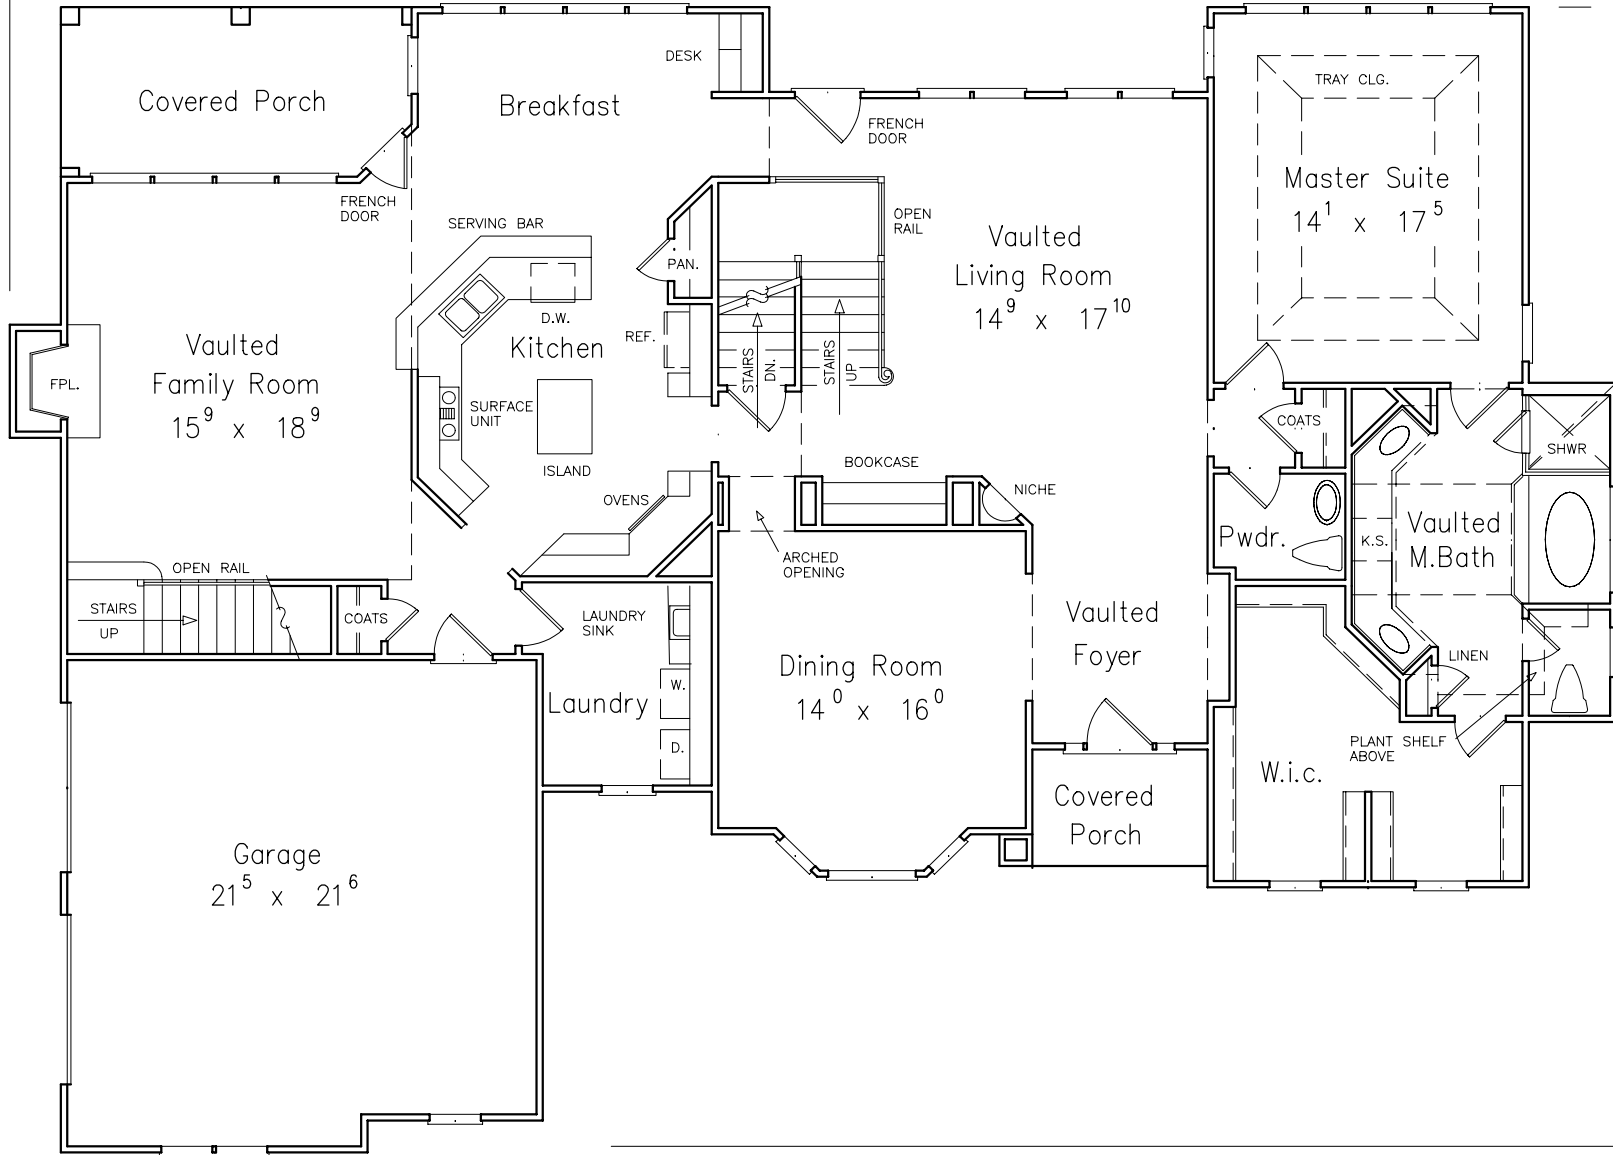 DESK
TRAY CLG.
Covered Porch
Breakfast
FRENCH
DOOR
Master Suite
14¹ x 17⁵
FRENCH
DOOR
SERVING BAR
OPEN
RAIL
Vaulted
Living Room
14⁹ x 17¹⁰
PAN.
D.W.
REF.
Kitchen
Vaulted
Family Room
15⁹ x 18⁹
FPL.
STAIRS
DN.
STAIRS
UP
SURFACE
UNIT
ISLAND
COATS
SHWR
BOOKCASE
NICHE
OVENS
Pwdr.
K.S.
Vaulted
M.Bath
ARCHED
OPENING
OPEN RAIL
STAIRS
UP
COATS
LAUNDRY
SINK
Vaulted
Foyer
LINEN
Dining Room
14⁰ x 16⁰
W.
Laundry
D.
PLANT SHELF
ABOVE
W.i.c.
Covered
Porch
Garage
21⁵ x 21⁶